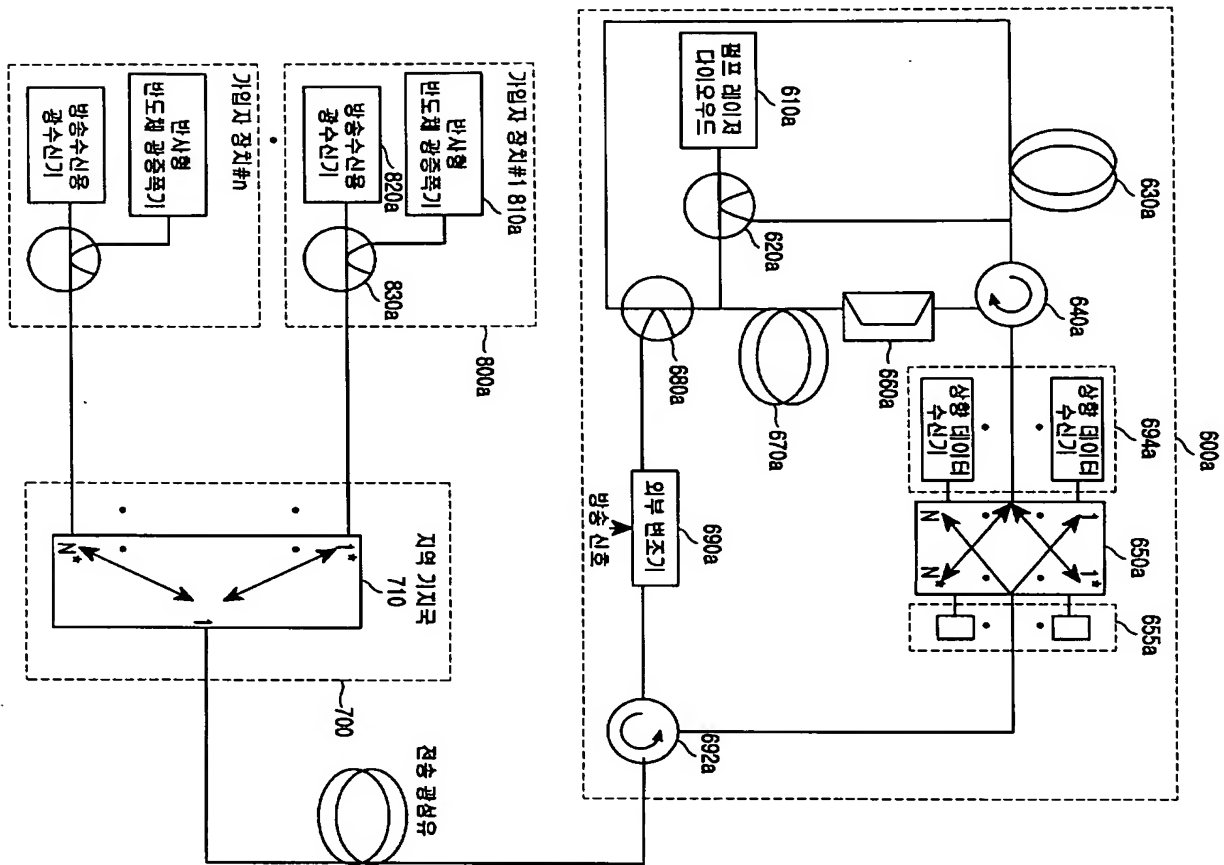 600a
610a
펌프 레이저
다이오우드
620a
630a
640a
694a
상향 데이터
수신기
상향 데이터
수신기
650a
1
1*
N
N*
655a
660a
670a
680a
690a
외부 변조기
방송 신호
692a
전송 광섬유
700
지역 기지국
710
1*
N*
1
800a
가입자 장치#1
810a
반사형
반도체 광증폭기
820a
방송수신용
광수신기
830a
가입자 장치#n
반사형
반도체 광증폭기
방송수신용
광수신기